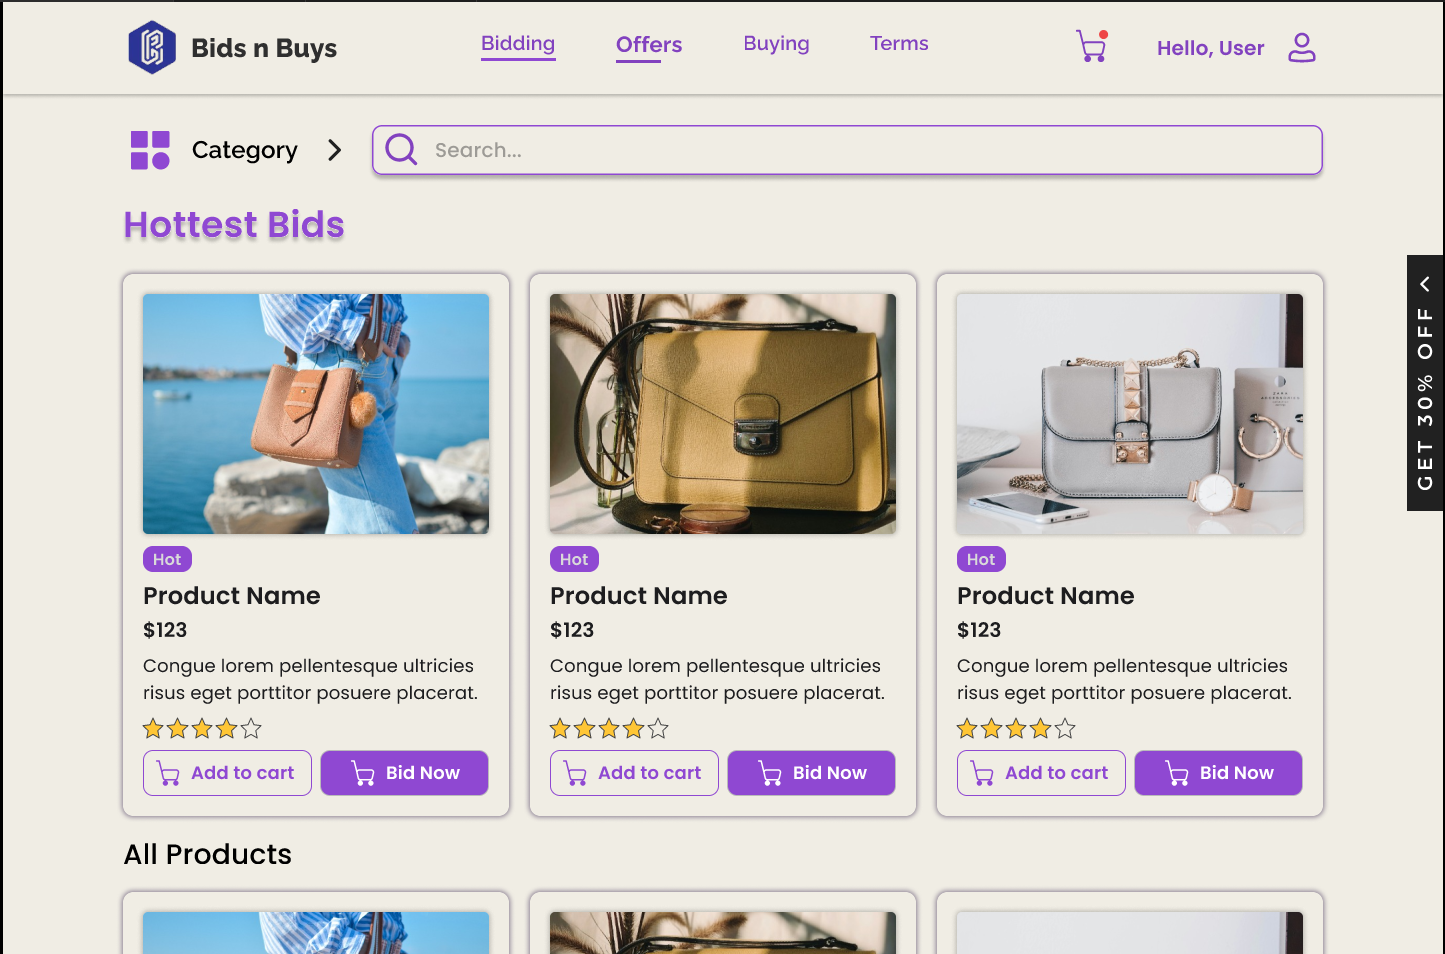 Bids n Buys
Bidding
Offers
Buying
Terms
Hello, User
Category
Search...
Hottest Bids
GET 30% OFF
Hot
Product Name
$123
Congue lorem pellentesque ultricies
risus eget porttitor posuere placerat.
Add to cart
Bid Now
Hot
Product Name
$123
Congue lorem pellentesque ultricies
risus eget porttitor posuere placerat.
Add to cart
Bid Now
ZARA
ACCESSORIES
Hot
Product Name
$123
Congue lorem pellentesque ultricies
risus eget porttitor posuere placerat.
Add to cart
Bid Now
All Products